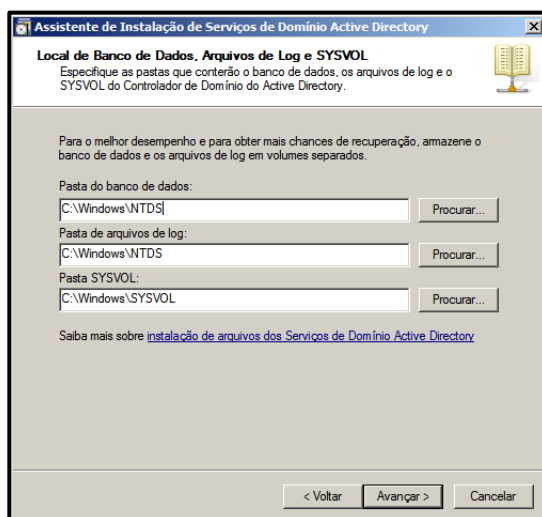 Assistente de Instalação de Serviços de Domínio Active Directory
Local de Banco de Dados, Arquivos de Log e SYSVOL
Especifique as pastas que conterão o banco de dados, os arquivos de log e o
SYSVOL do Controlador de Domínio do Active Directory.
Para o melhor desempenho e para obter mais chances de recuperação, armazene o
banco de dados e os arquivos de log em volumes separados.
Pasta do banco de dados:
C:\Windows\NTDS
Procurar...
Pasta de arquivos de log:
C:\Windows\NTDS
Procurar...
Pasta SYSVOL:
C:\Windows\SYSVOL
Procurar...
Saiba mais sobre instalação de arquivos dos Serviços de Domínio Active Directory
< Voltar
Avançar >
Cancelar